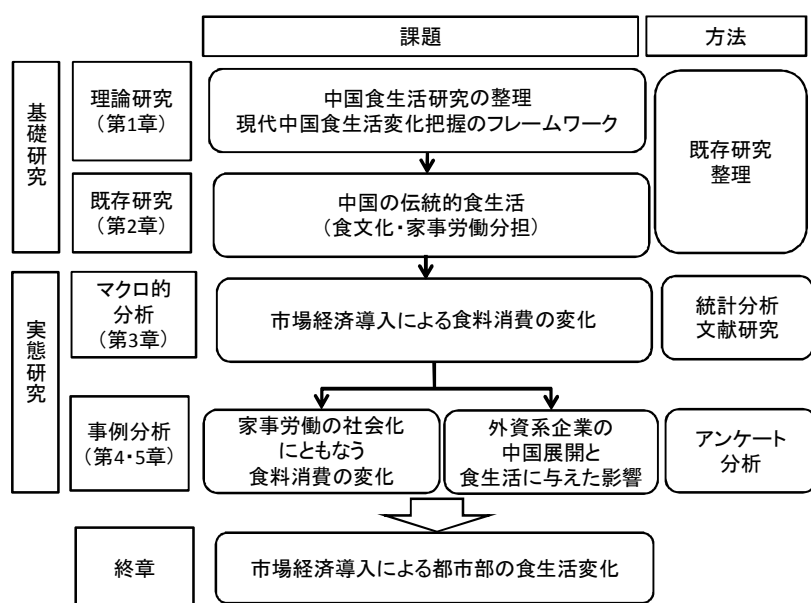 課題
方法
基礎研究
理論研究
(第1章)
中国食生活研究の整理
現代中国食生活変化把握のフレームワーク
既存研究
整理
既存研究
(第2章)
中国の伝統的食生活
(食文化・家事労働分担)
実態研究
マクロ的
分析
(第3章)
市場経済導入による食料消費の変化
統計分析
文献研究
事例分析
(第4・5章)
家事労働の社会化
にともなう
食料消費の変化
外資系企業の
中国展開と
食生活に与えた影響
アンケート
分析
終章
市場経済導入による都市部の食生活変化